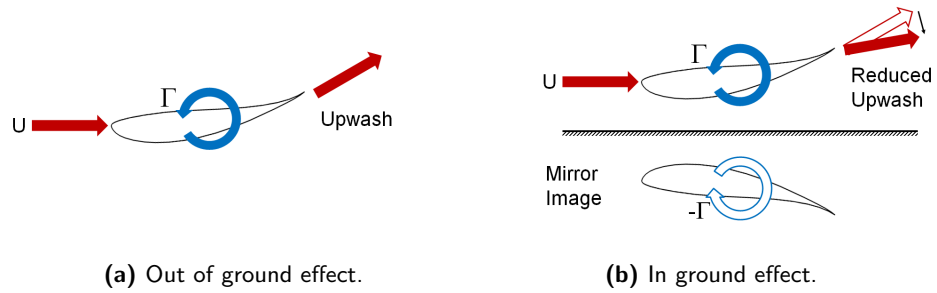 Γ
U
Upwash
(a) Out of ground effect.
Γ
U
Reduced
Upwash
Mirror
Image
-Γ
(b) In ground effect.